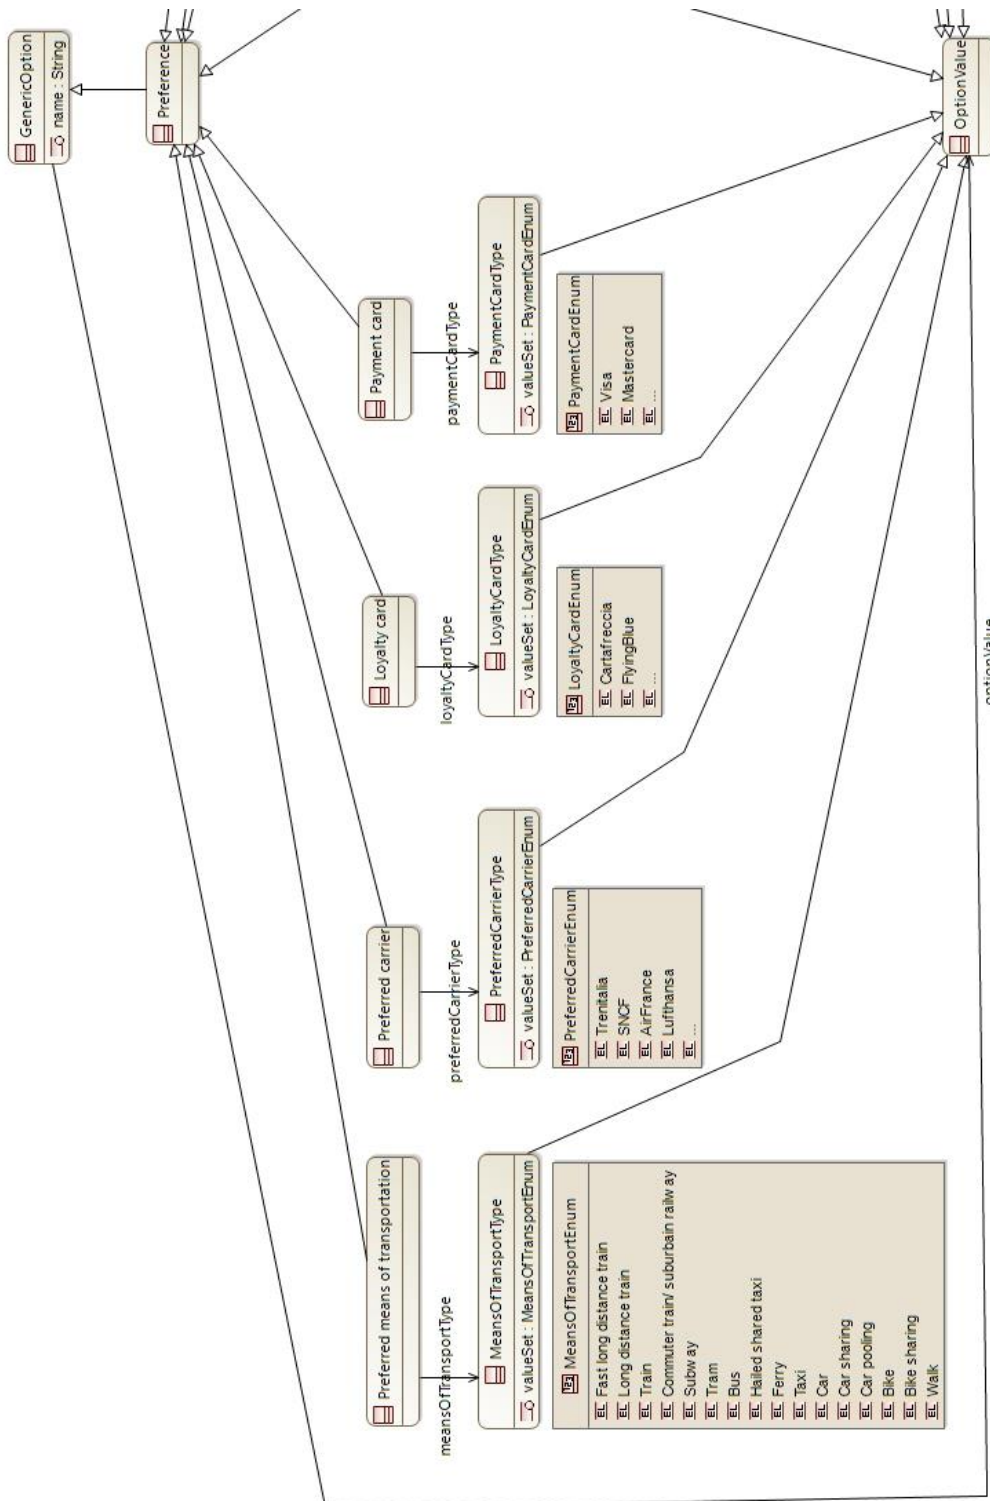 GenericOption
name : String
Preference
OptionValue
optionValue
Preferred means of transportation
meansOfTransportType
MeansOfTransportType
valueSet : MeansOfTransportEnum
MeansOfTransportEnum
Fast long distance train
Long distance train
Train
Commuter train/ suburbain railway
Subway
Tram
Bus
Hailed shared taxi
Ferry
Taxi
Car
Car sharing
Car pooling
Bike
Bike sharing
Walk
Preferred carrier
preferredCarrierType
PreferredCarrierType
valueSet : PreferredCarrierEnum
PreferredCarrierEnum
Trenitalia
SNCF
AirFrance
Lufthansa
...
Loyalty card
loyaltyCardType
LoyaltyCardType
valueSet : LoyaltyCardEnum
LoyaltyCardEnum
Cartafreccia
FlyingBlue
...
Payment card
paymentCardType
PaymentCardType
valueSet : PaymentCardEnum
PaymentCardEnum
Visa
Mastercard
...